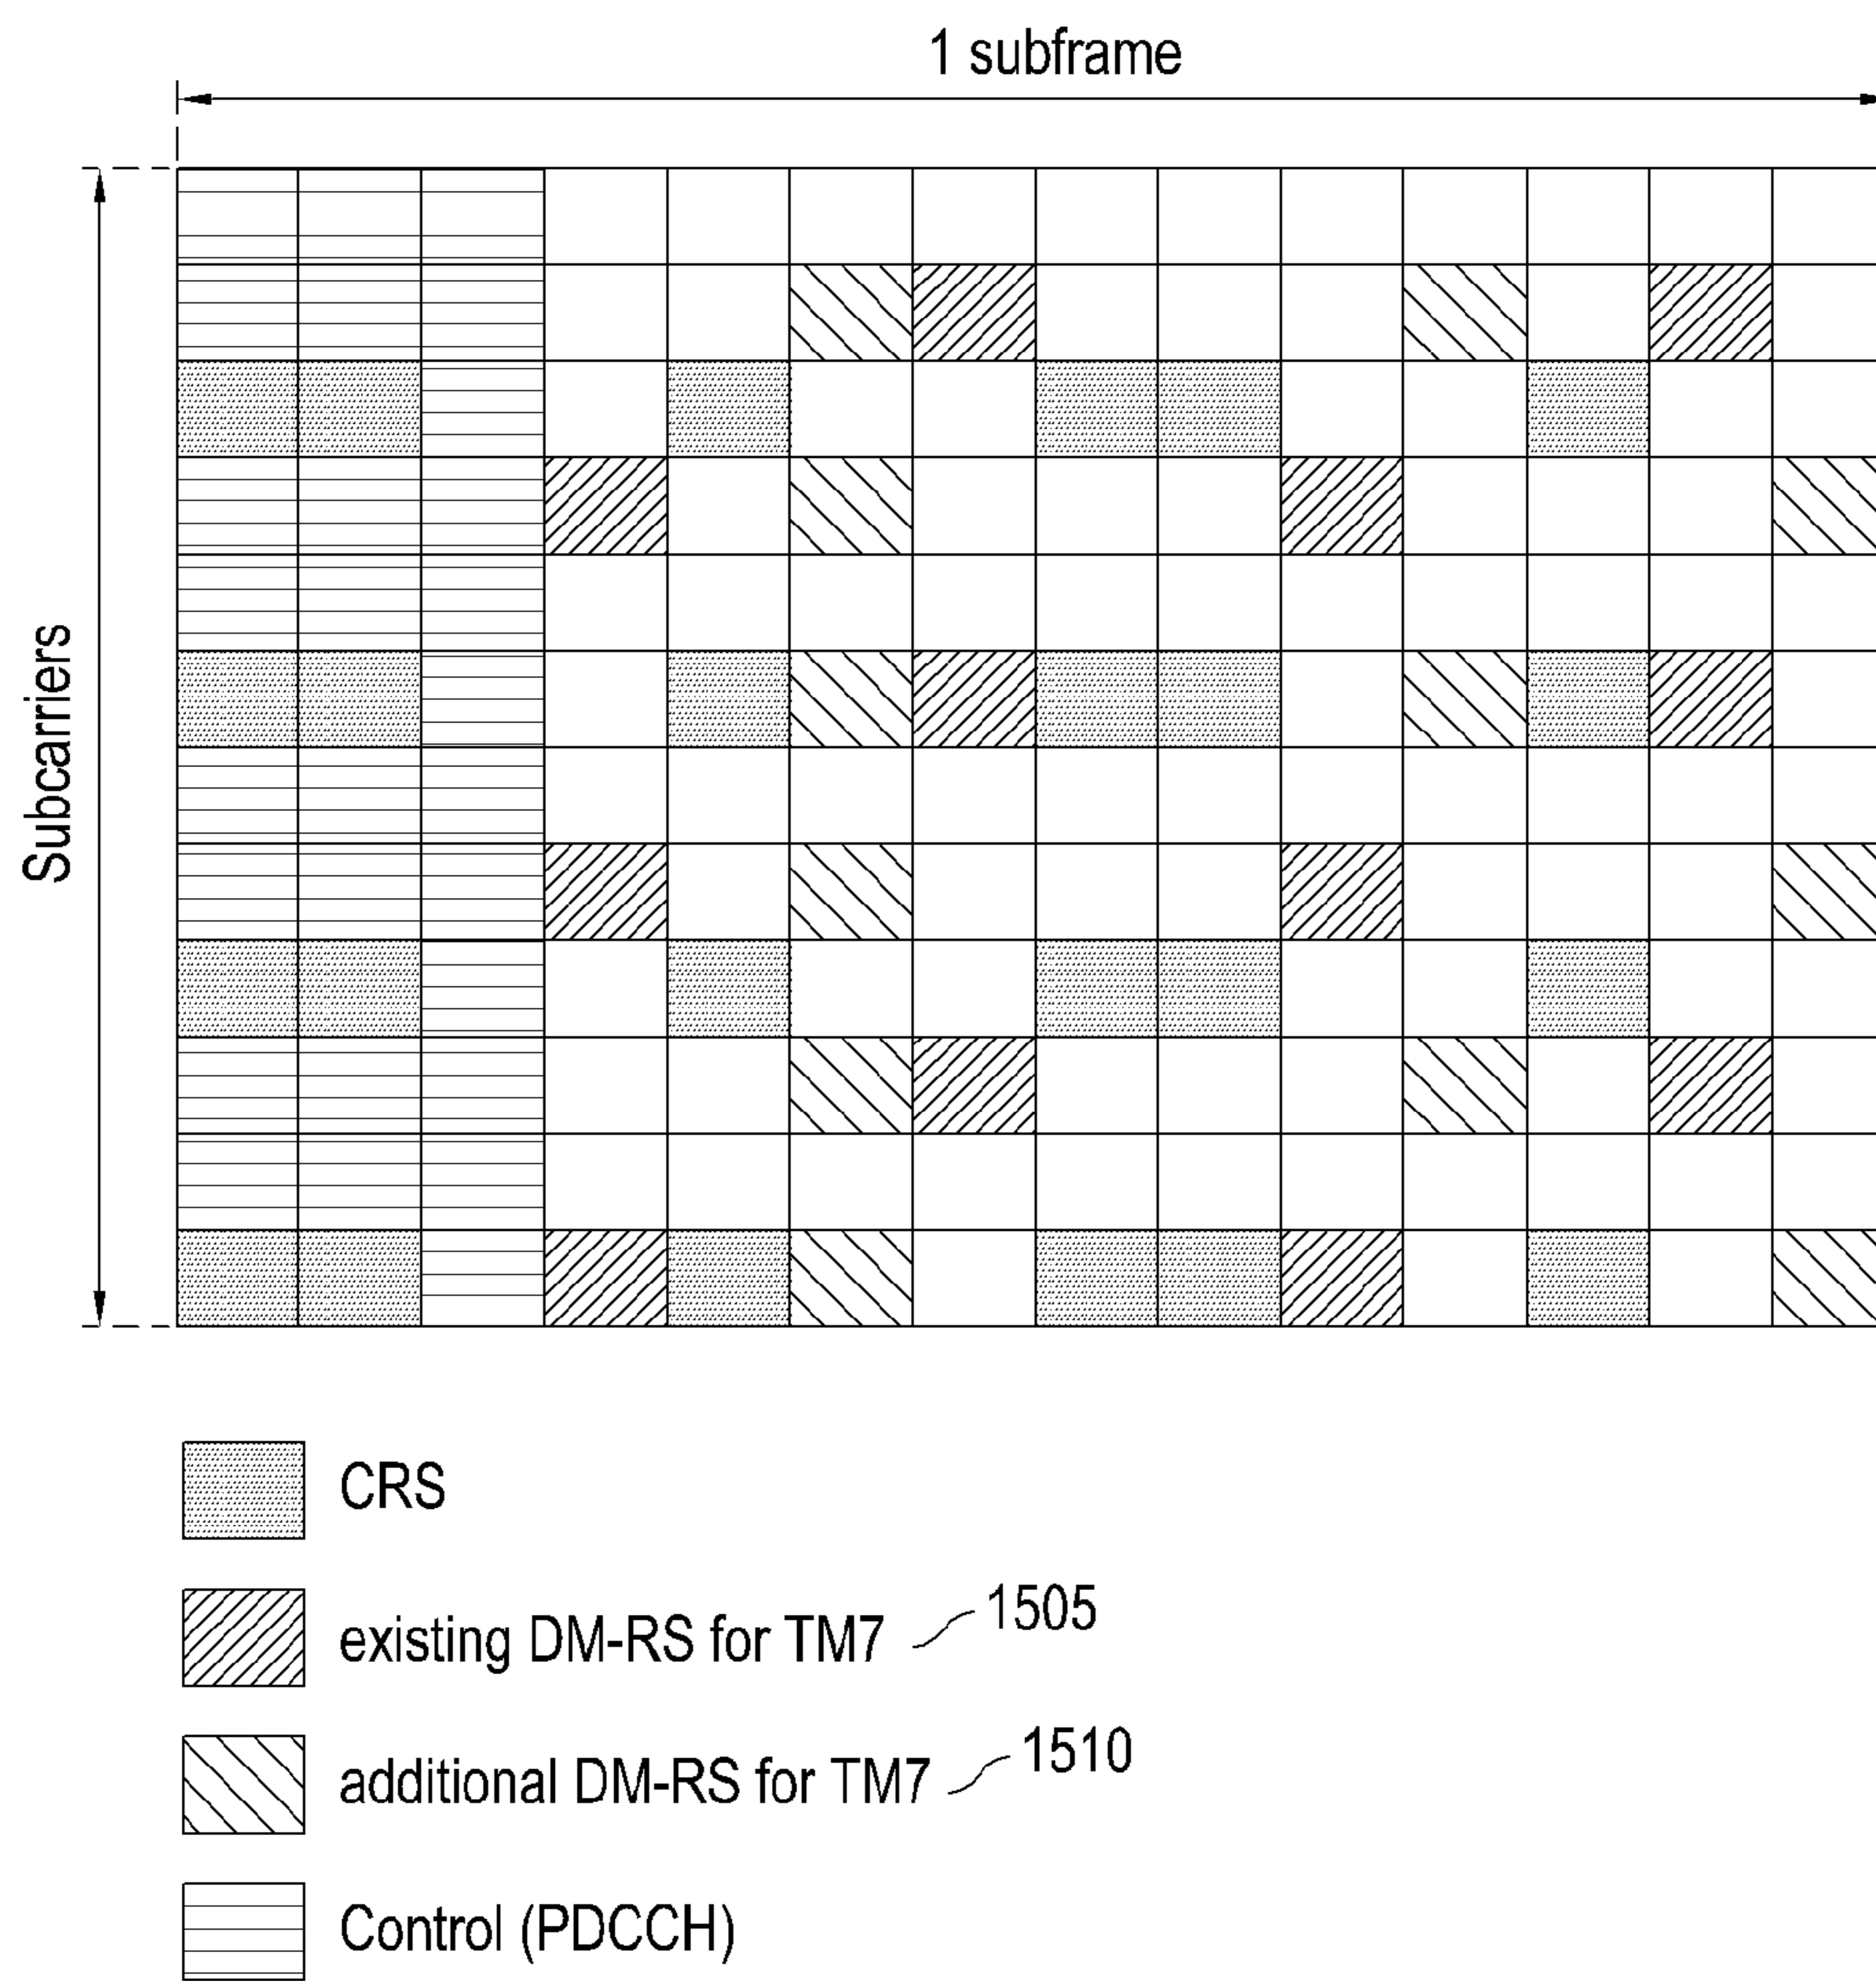 1 subframe
Subcarriers
CRS
existing DM-RS for TM7 1505
additional DM-RS for TM7 1510
Control (PDCCH)